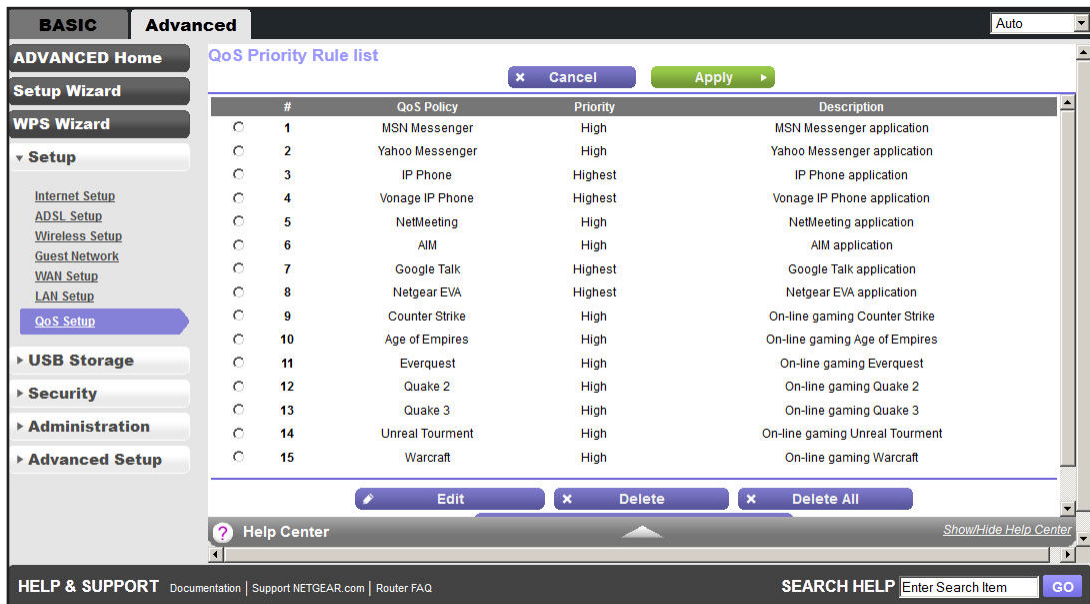 BASIC
Advanced
Auto
ADVANCED Home
Setup Wizard
WPS Wizard
Setup
Internet Setup
ADSL Setup
Wireless Setup
Guest Network
WAN Setup
LAN Setup
QoS Setup
USB Storage
Security
Administration
Advanced Setup
QoS Priority Rule list
Cancel
Apply
# QoS Policy Priority Description
1 MSN Messenger High MSN Messenger application
2 Yahoo Messenger High Yahoo Messenger application
3 IP Phone Highest IP Phone application
4 Vonage IP Phone Highest Vonage IP Phone application
5 NetMeeting High NetMeeting application
6 AIM High AIM application
7 Google Talk Highest Google Talk application
8 Netgear EVA Highest Netgear EVA application
9 Counter Strike High On-line gaming Counter Strike
10 Age of Empires High On-line gaming Age of Empires
11 Everquest High On-line gaming Everquest
12 Quake 2 High On-line gaming Quake 2
13 Quake 3 High On-line gaming Quake 3
14 Unreal Tourment High On-line gaming Unreal Tourment
15 Warcraft High On-line gaming Warcraft
Edit
Delete
Delete All
? Help Center
Show/Hide Help Center
HELP & SUPPORT Documentation | Support NETGEAR.com | Router FAQ
SEARCH HELP Enter Search Item GO